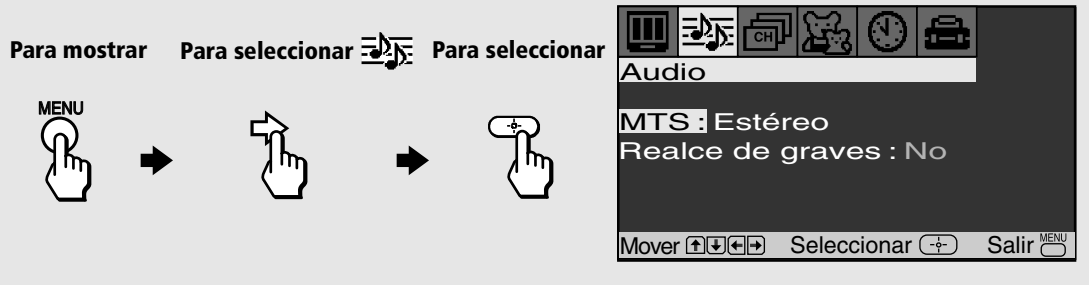 Para mostrar
Para seleccionar
Para seleccionar
MENU
CH
Audio
MTS : Estéreo
Realce de graves : No
Mover Seleccionar Salir MENU